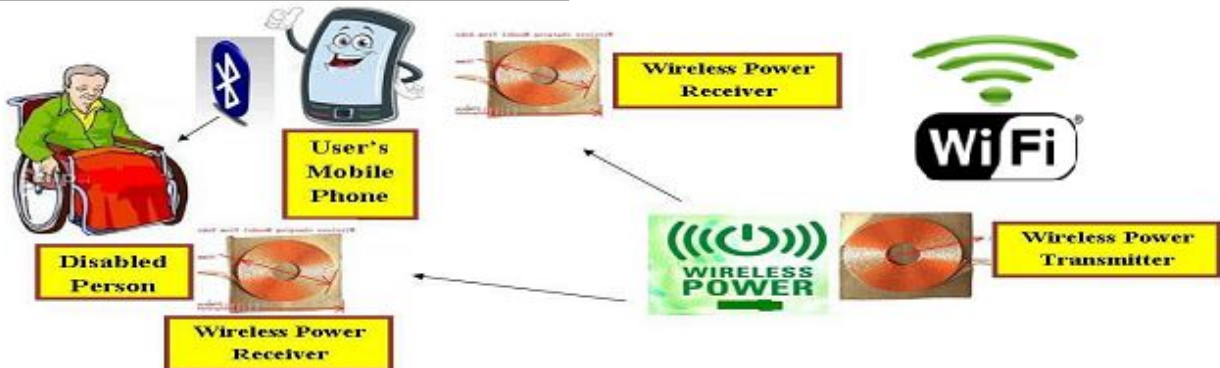 Wireless Power
Receiver
WiFi
®
User's
Mobile
Phone
WIRELESS
POWER
Wireless Power
Transmitter
Disabled
Person
Wireless Power
Receiver